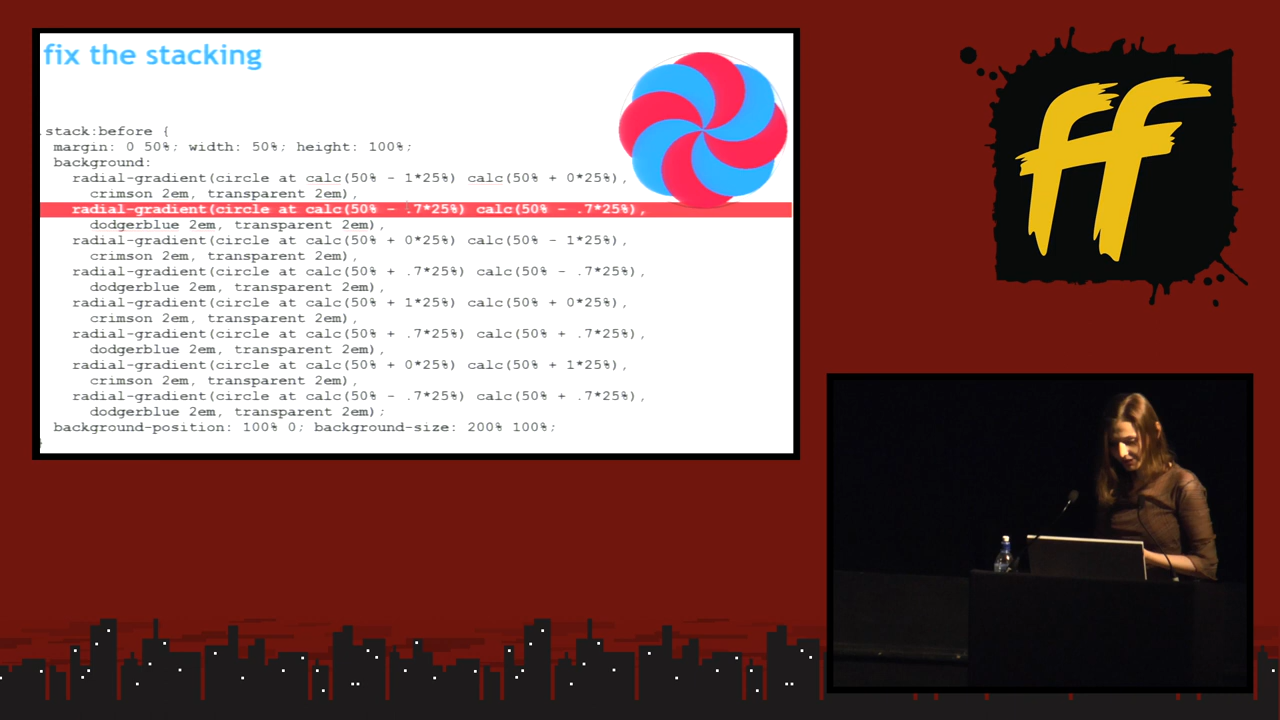 fix the stacking
.stack:before {
margin: 0 50%; width: 50%; height: 100%;
background:
radial-gradient(circle at calc(50% - 1*25%) calc(50% + 0*25%),
crimson 2em, transparent 2em),
radial-gradient(circle at calc(50% - .7*25%) calc(50% - .7*25%),
dodgerblue 2em, transparent 2em),
radial-gradient(circle at calc(50% + 0*25%) calc(50% - 1*25%),
crimson 2em, transparent 2em),
radial-gradient(circle at calc(50% + .7*25%) calc(50% - .7*25%),
dodgerblue 2em, transparent 2em),
radial-gradient(circle at calc(50% + 1*25%) calc(50% + 0*25%),
crimson 2em, transparent 2em),
radial-gradient(circle at calc(50% + .7*25%) calc(50% + .7*25%),
dodgerblue 2em, transparent 2em),
radial-gradient(circle at calc(50% + 0*25%) calc(50% + 1*25%),
crimson 2em, transparent 2em),
radial-gradient(circle at calc(50% - .7*25%) calc(50% + .7*25%),
dodgerblue 2em, transparent 2em);
background-position: 100% 0; background-size: 200% 100%;
}
ff